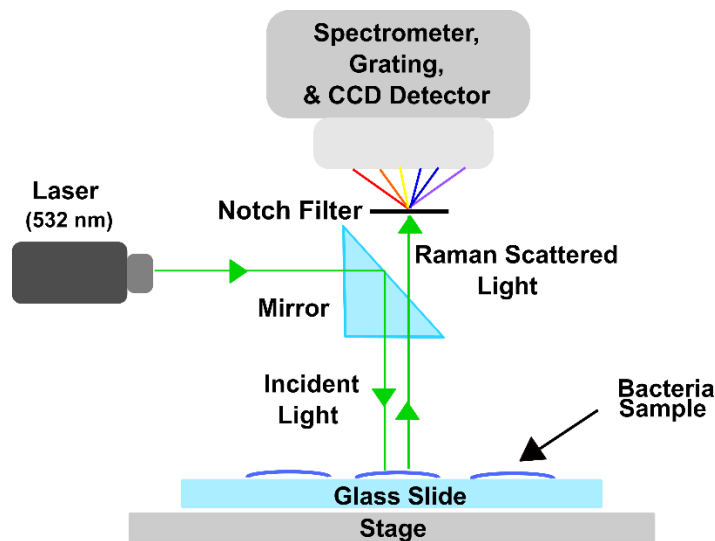 Spectrometer,
Grating,
& CCD Detector
Laser
(532 nm)
Notch Filter
Raman Scattered
Light
Mirror
Incident
Light
Bacteria
Sample
Glass Slide
Stage